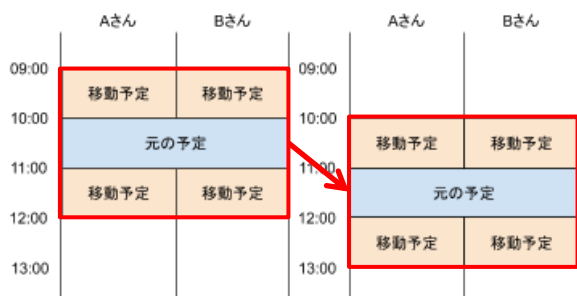 Aさん Bさん Aさん Bさん
09:00 09:00
移動予定 移動予定
10:00 10:00
元の予定 移動予定 移動予定
11:00 11:00
移動予定 移動予定 元の予定
12:00 12:00
移動予定 移動予定
13:00 13:00